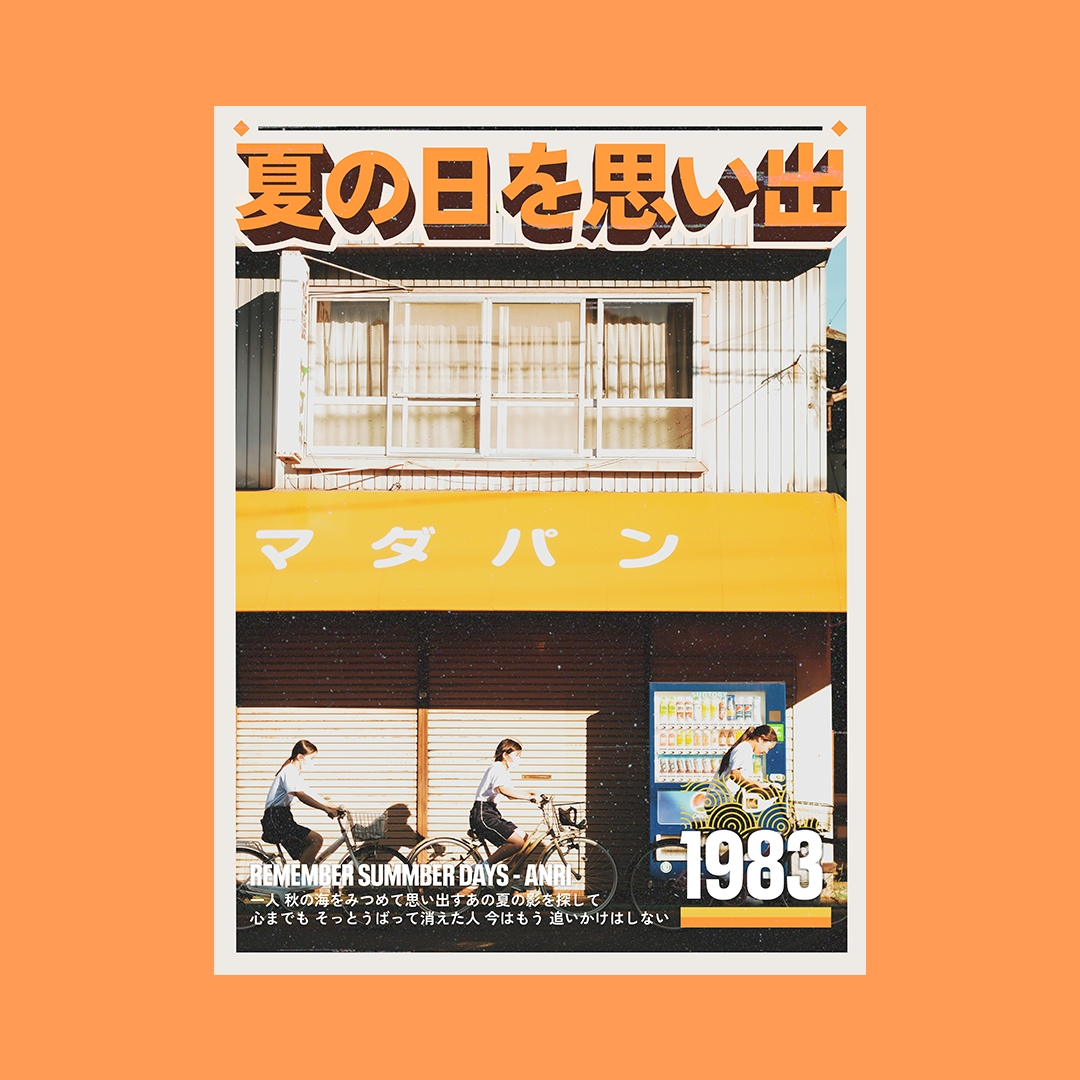 夏の日を思い出
マダパン
REMEMBER SUMMBER DAYS - ANRI
一人 秋の海をみつめて思い出すあの夏の影を探して
心までも そっとうばって消えた人 今はもう 追いかけはしない
1983